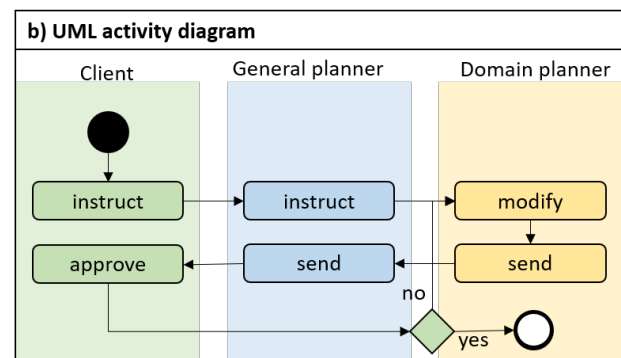 b) UML activity diagram
Client
General planner
Domain planner
instruct
instruct
modify
approve
send
send
no
yes